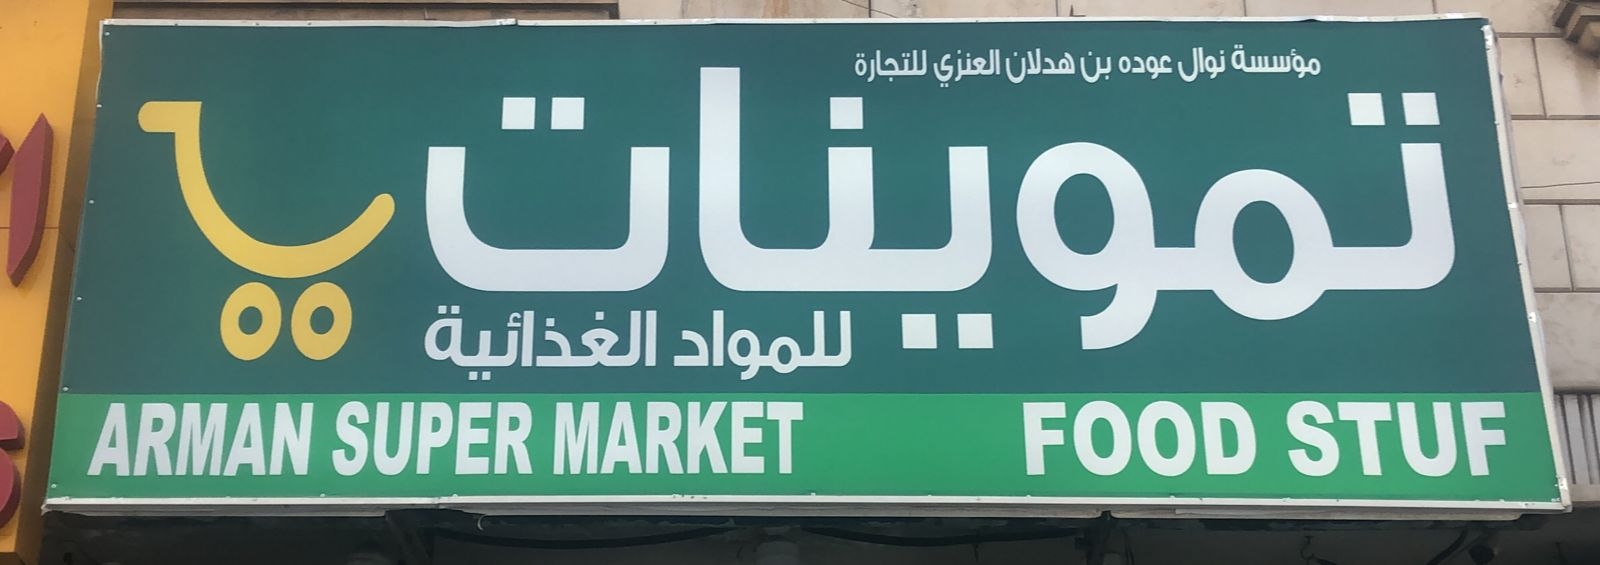 مؤسسة نوال عوده بن هدلان العنزي للتجارة
تموينات
للمواد الغذائية
ARMAN SUPER MARKET FOOD STUF